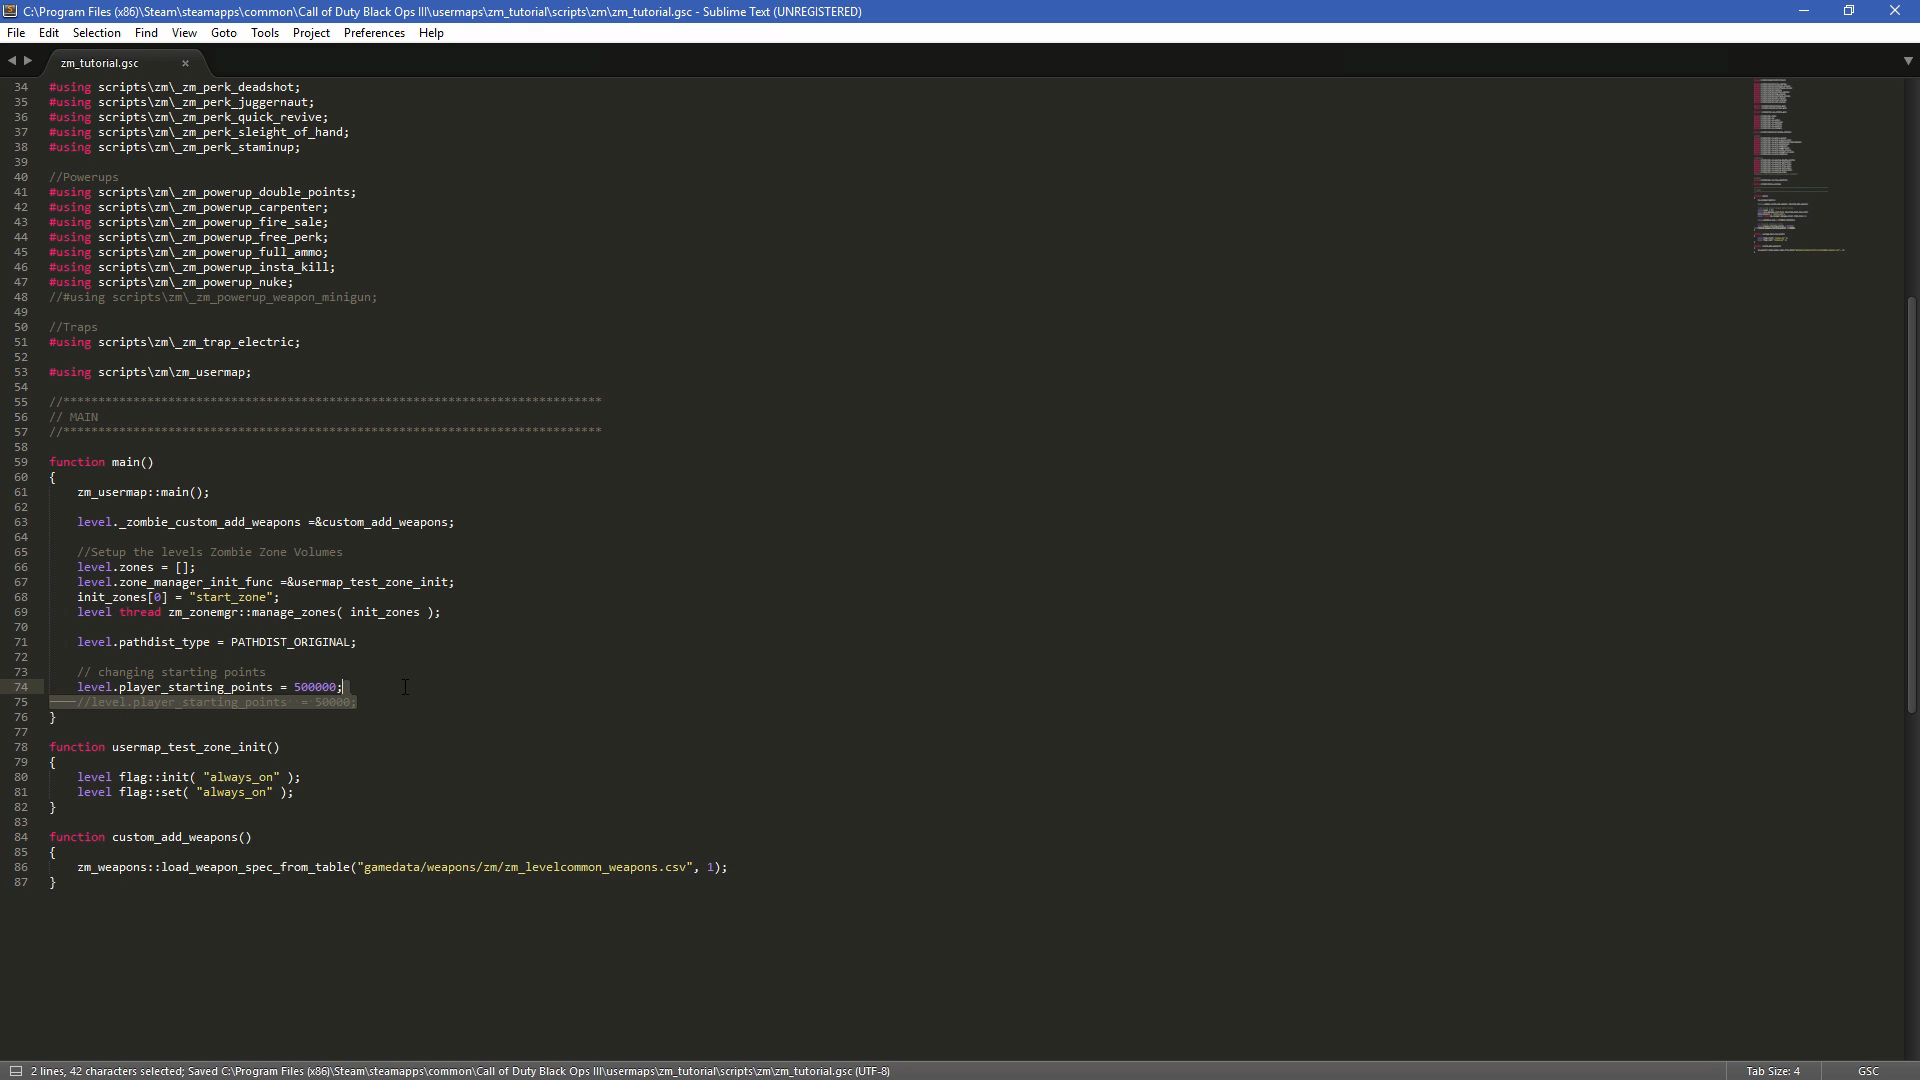 C:\Program Files (x86)\Steam\steamapps\common\Call of Duty Black Ops III\usermaps\zm_tutorial\scripts\zm\zm_tutorial.gsc - Sublime Text (UNREGISTERED)
File Edit Selection Find View Goto Tools Project Preferences Help
zm_tutorial.gsc
34 #using scripts\zm\_zm_perk_deadshot;
35 #using scripts\zm\_zm_perk_juggernaut;
36 #using scripts\zm\_zm_perk_quick_revive;
37 #using scripts\zm\_zm_perk_sleight_of_hand;
38 #using scripts\zm\_zm_perk_staminup;
39
40 //Powerups
41 #using scripts\zm\_zm_powerup_double_points;
42 #using scripts\zm\_zm_powerup_carpenter;
43 #using scripts\zm\_zm_powerup_fire_sale;
44 #using scripts\zm\_zm_powerup_free_perk;
45 #using scripts\zm\_zm_powerup_full_ammo;
46 #using scripts\zm\_zm_powerup_insta_kill;
47 #using scripts\zm\_zm_powerup_nuke;
48 //#using scripts\zm\_zm_powerup_weapon_minigun;
49
50 //Traps
51 #using scripts\zm\_zm_trap_electric;
52
53 #using scripts\zm\zm_usermap;
54
55 //*****************************************************************************
56 // MAIN
57 //*****************************************************************************
58
59 function main()
60 {
61 zm_usermap::main();
62
63 level._zombie_custom_add_weapons =&custom_add_weapons;
64
65 //Setup the levels Zombie Zone Volumes
66 level.zones = [];
67 level.zone_manager_init_func =&usermap_test_zone_init;
68 init_zones[0] = "start_zone";
69 level thread zm_zonemgr::manage_zones( init_zones );
70
71 level.pathdist_type = PATHDIST_ORIGINAL;
72
73 // changing starting points
74 level.player_starting_points = 500000;
75 //level.player_starting_points = 50000;
76 }
77
78 function usermap_test_zone_init()
79 {
80 level flag::init( "always_on" );
81 level flag::set( "always_on" );
82 }
83
84 function custom_add_weapons()
85 {
86 zm_weapons::load_weapon_spec_from_table("gamedata/weapons/zm/zm_levelcommon_weapons.csv", 1);
87 }
2 lines, 42 characters selected; Saved C:\Program Files (x86)\Steam\steamapps\common\Call of Duty Black Ops III\usermaps\zm_tutorial\scripts\zm\zm_tutorial.gsc (UTF-8) Tab Size: 4 GSC